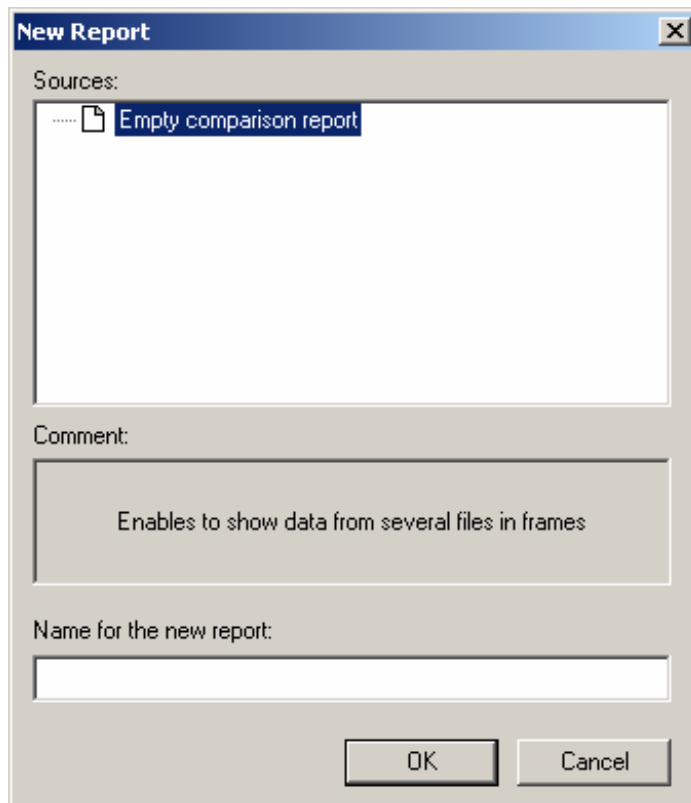 New Report
Sources:
Empty comparison report
Comment:
Enables to show data from several files in frames
Name for the new report:
OK
Cancel